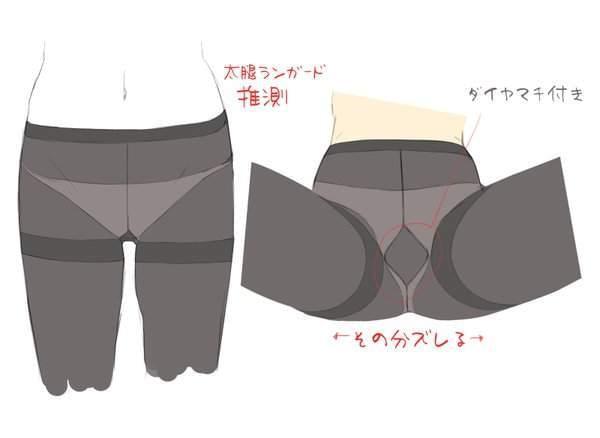 太腿ランガード
推測
ダイヤマチ付き
←その分ズレる→